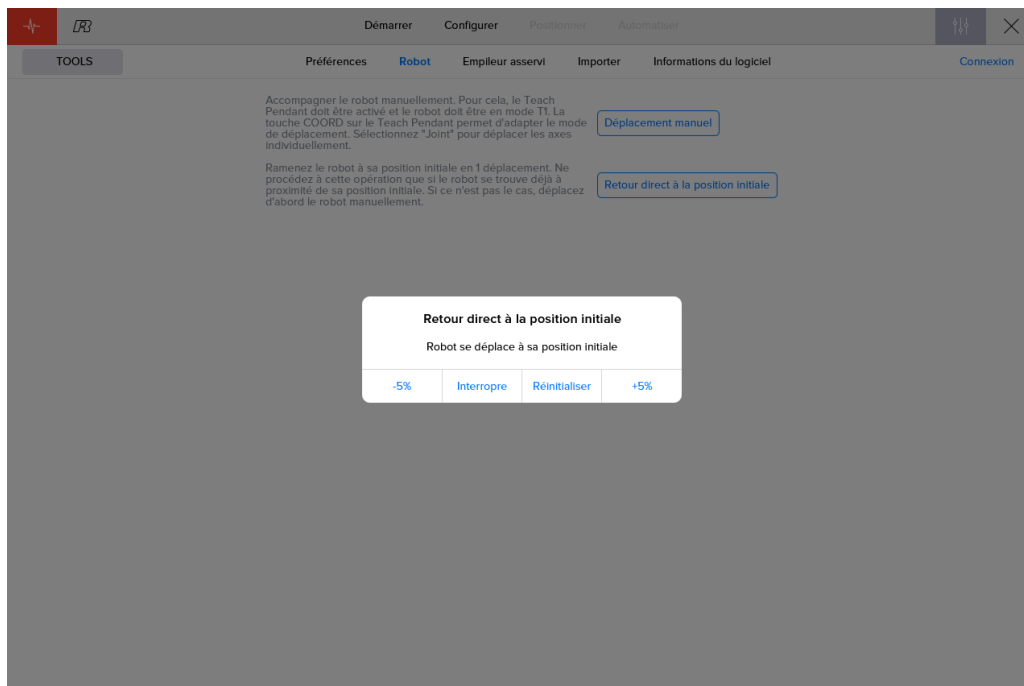 Démarrer Configurer Positionner Automatiser
TOOLS Préférences Robot Empileur asservi Importer Informations du logiciel Connexion
Accompagner le robot manuellement. Pour cela, le Teach
Pendant doit être activé et le robot doit être en mode T1. La
touche COORD sur le Teach Pendant permet d'adapter le mode
de déplacement. Sélectionnez "Joint" pour déplacer les axes
individuellement.
Déplacement manuel
Ramenez le robot à sa position initiale en 1 déplacement. Ne
procédez à cette opération que si le robot se trouve déjà à
proximité de sa position initiale. Si ce n'est pas le cas, déplacez
d'abord le robot manuellement.
Retour direct à la position initiale
Retour direct à la position initiale
Robot se déplace à sa position initiale
-5% Interropre Réinitialiser +5%